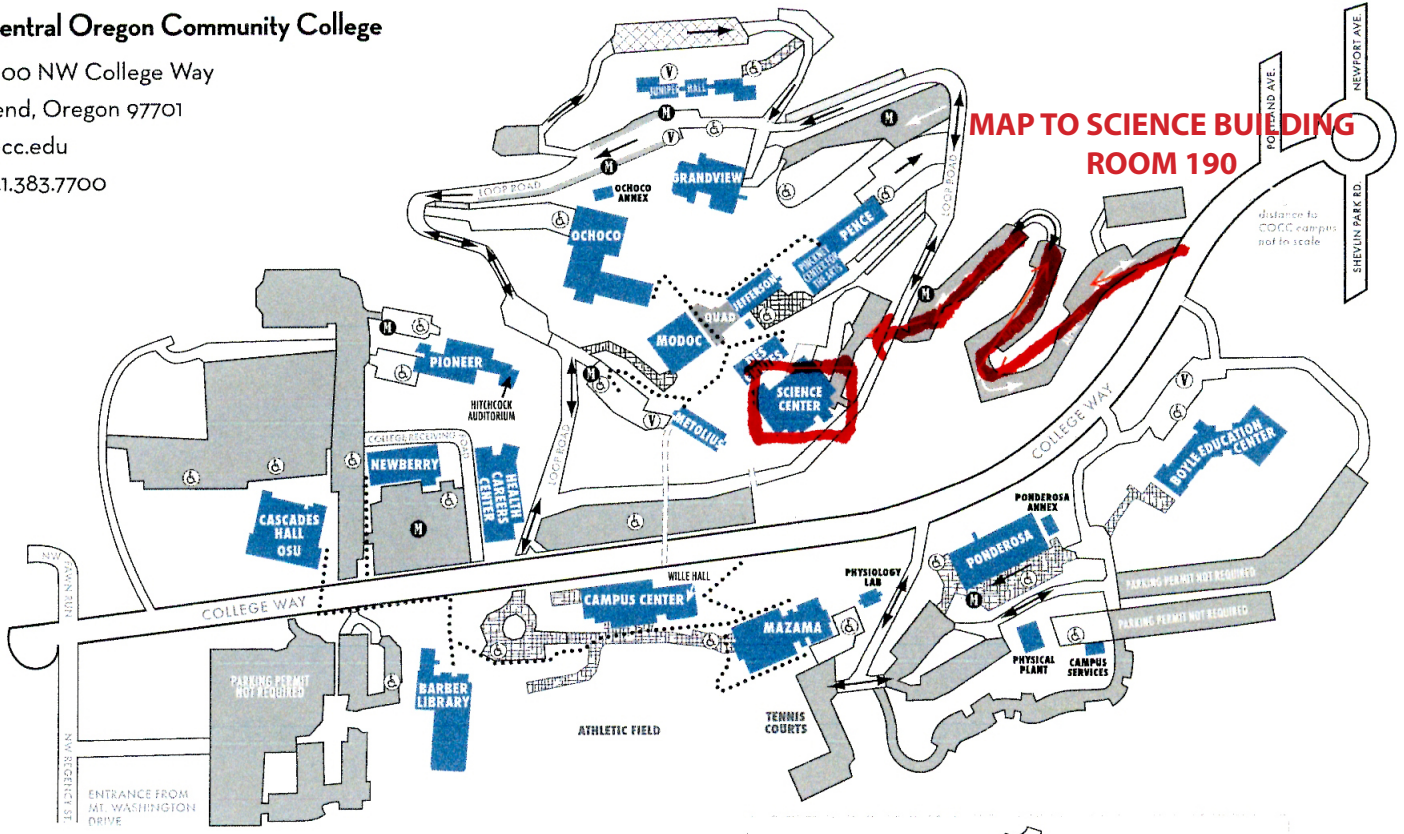 entral Oregon Community College
00 NW College Way
end, Oregon 97701
cc.edu
1.383.7700
MAP TO SCIENCE BUILDING
ROOM 190
NEWPORT AVE.
PORTLAND AVE.
SHEVLIN PARK RD.
distance to
COCC campus
not to scale
V
JUNIPER HALL
M
V
M
M
LOOP ROAD
GRANDVIEW
OCHOCO
ANNEX
OCHOCO
PENCE
PINCKNEY
CENTER FOR
THE ARTS
LOOP ROAD
JEFFERSON
QUAD
MODOC
M
SCIENCE
CENTER
METOLIUS
V
M
M
PIONEER
HITCHCOCK
AUDITORIUM
COLLEGE RECEIVING ROAD
NEWBERRY
HEALTH
CAREERS
CENTER
LOOP ROAD
M
CASCADES
HALL
OSU
COLLEGE WAY
V
BOYLE EDUCATION
CENTER
PONDEROSA
ANNEX
PONDEROSA
M
PHYSIOLOGY
LAB
WILLE HALL
CAMPUS CENTER
MAZAMA
PARKING PERMIT NOT REQUIRED
PARKING PERMIT NOT REQUIRED
PHYSICAL
PLANT
CAMPUS
SERVICES
NW FAWN RUN
COLLEGE WAY
PARKING PERMIT
NOT REQUIRED
BARBER
LIBRARY
ATHLETIC FIELD
TENNIS
COURTS
NW REGENCY ST.
ENTRANCE FROM
MT. WASHINGTON
DRIVE